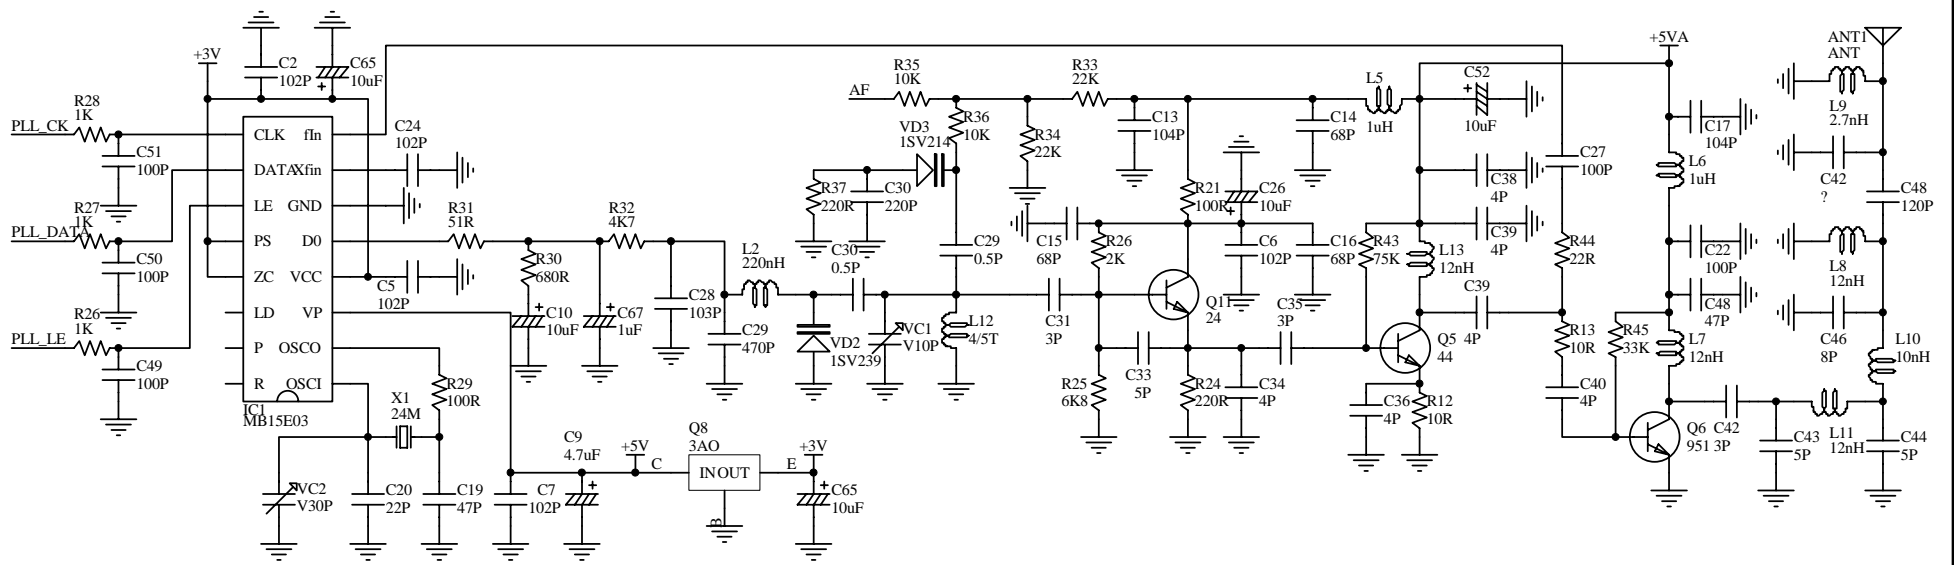 +3V
C2
102P
C65
10uF
R28
1K
PLL_CK
C51
100P
R27
1K
PLL_DATA
C50
100P
R26
1K
PLL_LE
C49
100P
CLK
DATA
LE
PS
ZC
LD
P
R
fIn
Xfin
GND
D0
VCC
VP
OSCO
OSCI
IC1
MB15E03
C24
102P
C5
102P
R31
51R
R30
680R
C10
10uF
R32
4K7
C67
1uF
C28
103P
L2
220nH
C29
470P
R29
100R
X1
24M
VC2
V30P
C20
22P
C19
47P
C7
102P
C9
4.7uF
+5V
C
Q8
3AO
INOUT
B
E
+3V
C65
10uF
AF
R35
10K
R36
10K
VD3
1SV214
R37
220R
C30
220P
C30
0.5P
C29
0.5P
VD2
1SV239
VC1
V10P
L12
4/5T
R33
22K
R34
22K
C13
104P
C14
68P
L5
1uH
C52
10uF
R21
100R
C26
10uF
C15
68P
R26
2K
C6
102P
C16
68P
C31
3P
Q11
24
C33
5P
R25
6K8
R24
220R
C34
4P
C35
3P
R43
75K
L13
12nH
C38
4P
C39
4P
C39
4P
Q5
44
C36
4P
R12
10R
C27
100P
R44
22R
R13
10R
C40
4P
R45
33K
+5VA
C17
104P
L6
1uH
C22
100P
C48
47P
L7
12nH
Q6
951
C42
3P
C43
5P
L11
12nH
C44
5P
ANT1
ANT
L9
2.7nH
C42
?
C48
120P
L8
12nH
C46
8P
L10
10nH